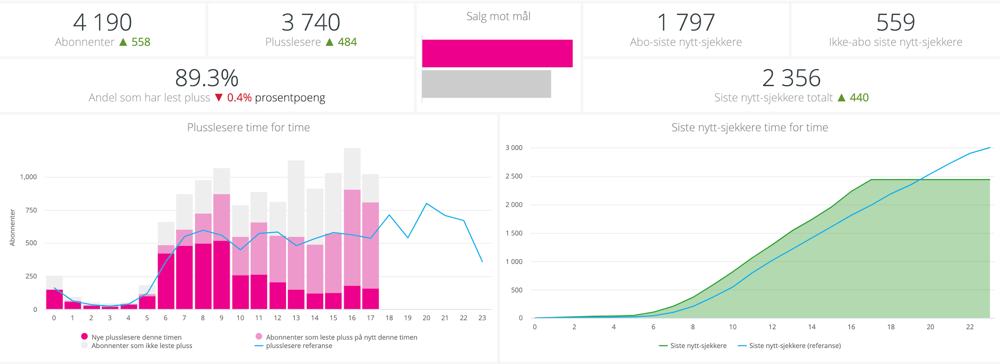 4 190
Abonnenter ▲ 558
3 740
Plusslesere ▲ 484
Salg mot mål
1 797
Abo-siste nytt-sjekkere
559
Ikke-abo siste nytt-sjekkere
89.3%
Andel som har lest pluss ▼ 0.4% prosentpoeng
2 356
Siste nytt-sjekkere totalt ▲ 440
Plusslesere time for time
Abonnenter
1,000
750
500
250
0
0 1 2 3 4 5 6 7 8 9 10 11 12 13 14 15 16 17 18 19 20 21 22 23
Nye plusslesere denne timen
Abonnenter som leste pluss på nytt denne timen
Abonnenter som ikke leste pluss
plusslesere referanse
Siste nytt-sjekkere time for time
3 000
2 500
2 000
1 500
1 000
500
0
0 2 4 6 8 10 12 14 16 18 20 22
Siste nytt-sjekkere
Siste nytt-sjekkere (referanse)